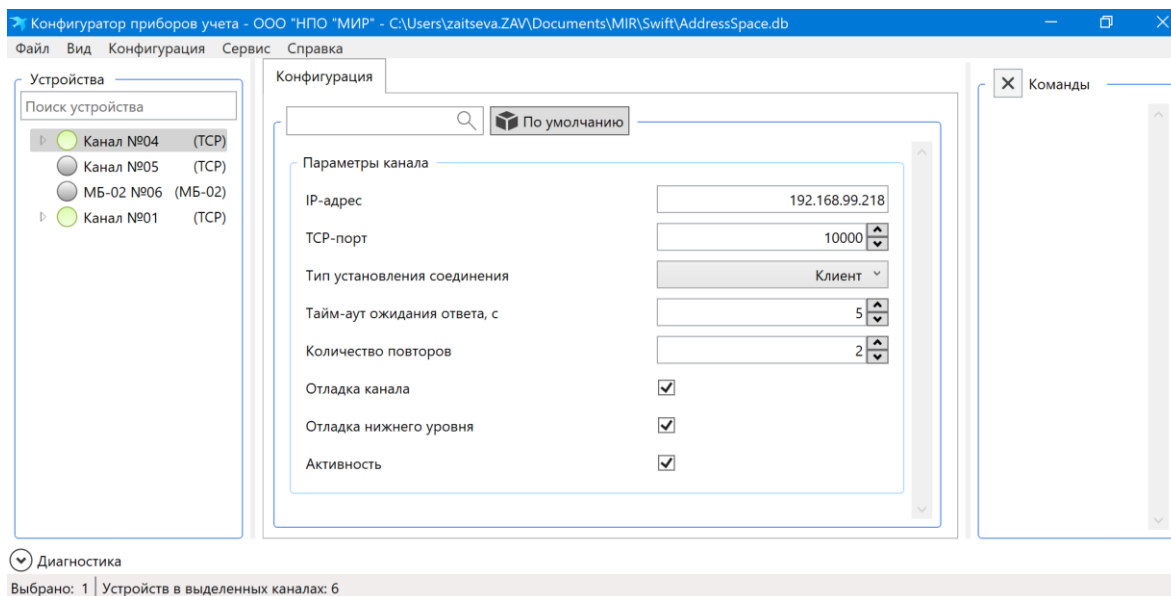 Конфигуратор приборов учета - ООО "НПО "МИР" - C:\Users\zaitseva.ZAV\Documents\MIR\Swift\AddressSpace.db
Файл Вид Конфигурация Сервис Справка
Устройства
Поиск устройства
Канал №04 (TCP)
Канал №05 (TCP)
МБ-02 №06 (МБ-02)
Канал №01 (TCP)
Конфигурация
По умолчанию
Параметры канала
IP-адрес 192.168.99.218
TCP-порт 10000
Тип установления соединения Клиент
Тайм-аут ожидания ответа, с 5
Количество повторов 2
Отладка канала
Отладка нижнего уровня
Активность
Команды
Диагностика
Выбрано: 1 Устройств в выделенных каналах: 6